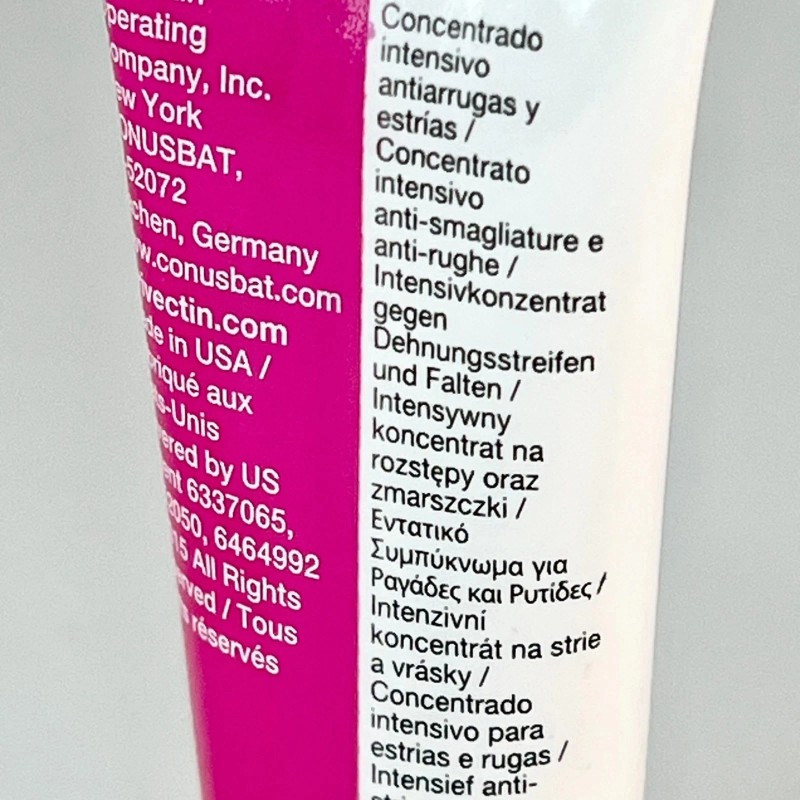 perating
ompany, Inc.
ew York
ONUSBAT,
52072
chen, Germany
w.conusbat.com
ivectin.com
de in USA /
riqué aux
s-Unis
ered by US
nt 6337065,
2050, 6464992
15 All Rights
rved / Tous
s réservés
Concentrado
intensivo
antiarrugas y
estrías /
Concentrato
intensivo
anti-smagliature e
anti-rughe /
Intensivkonzentrat
gegen
Dehnungsstreifen
und Falten /
Intensywny
koncentrat na
rozstępy oraz
zmarszczki /
Εντατικό
Συμπύκνωμα για
Ραγάδες και Ρυτίδες /
Intenzivní
koncentrát na strie
a vrásky /
Concentrado
intensivo para
estrias e rugas /
Intensief anti-